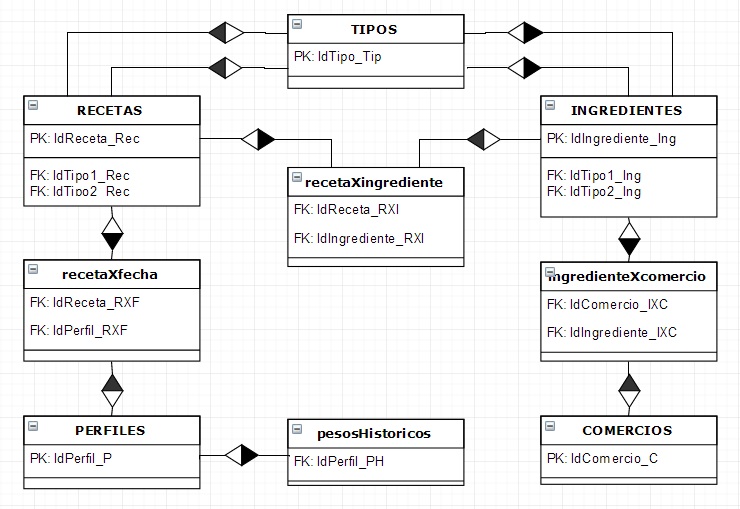 TIPOS
PK: IdTipo_Tip
RECETAS
PK: IdReceta_Rec
FK: IdTipo1_Rec
FK: IdTipo2_Rec
INGREDIENTES
PK: IdIngrediente_Ing
FK: IdTipo1_Ing
FK: IdTipo2_Ing
recetaXingrediente
FK: IdReceta_RXI
FK: IdIngrediente_RXI
recetaXfecha
FK: IdReceta_RXF
FK: IdPerfil_RXF
ingredienteXcomercio
FK: IdComercio_IXC
FK: IdIngrediente_IXC
PERFILES
PK: IdPerfil_P
pesosHistoricos
FK: IdPerfil_PH
COMERCIOS
PK: IdComercio_C